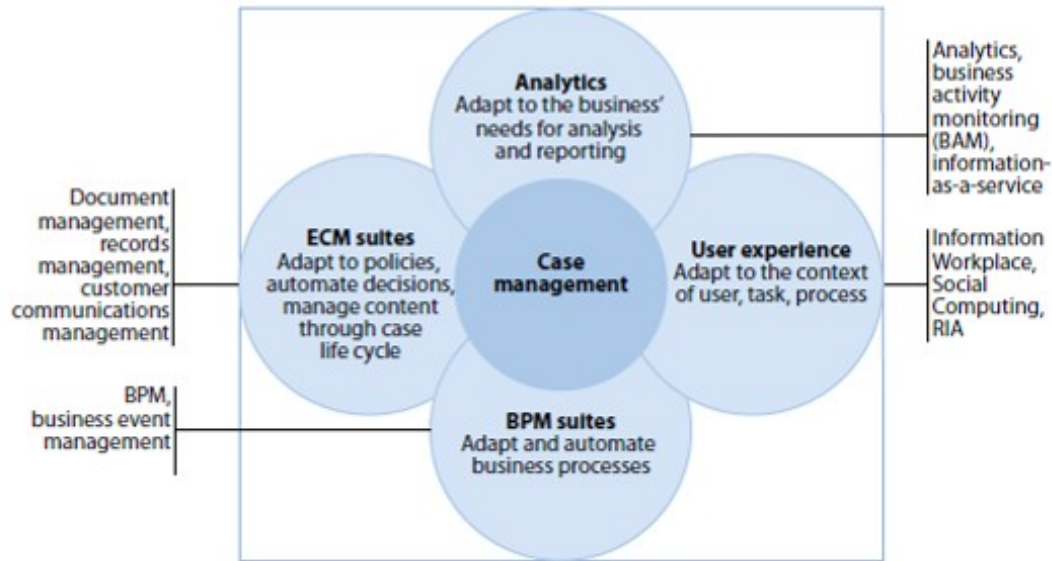 Analytics
Adapt to the business'
needs for analysis
and reporting
Analytics,
business
activity
monitoring
(BAM),
information-
as-a-service
Document
management,
records
management,
customer
communications
management
ECM suites
Adapt to policies,
automate decisions,
manage content
through case
life cycle
Case
management
User experience
Adapt to the context
of user, task, process
Information
Workplace,
Social
Computing,
RIA
BPM,
business event
management
BPM suites
Adapt and automate
business processes